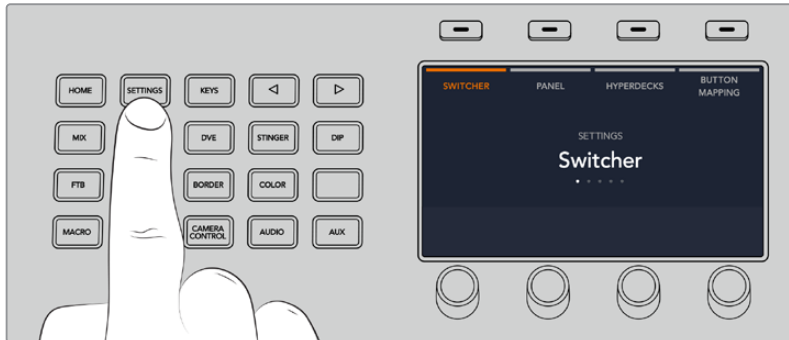 HOME
SETTINGS
KEYS
MIX
DVE
STINGER
DIP
FTB
BORDER
COLOR
MACRO
CAMERA
CONTROL
AUDIO
AUX
SWITCHER
PANEL
HYPERDECKS
BUTTON
MAPPING
SETTINGS
Switcher